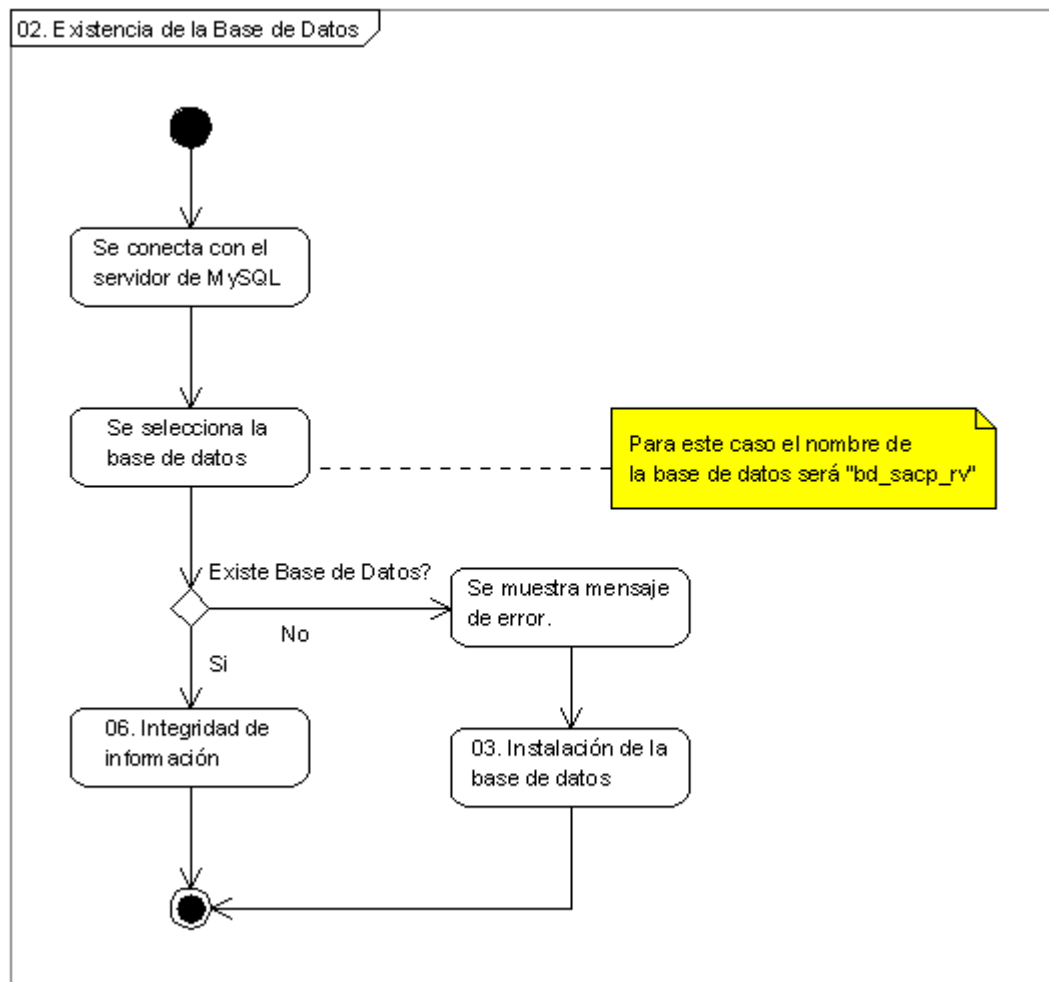 02. Existencia de la Base de Datos
Se conecta con el
servidor de MySQL
Se selecciona la
base de datos
Para este caso el nombre de
la base de datos será "bd_sacp_rv"
Existe Base de Datos?
Se muestra mensaje
de error.
No
Si
06. Integridad de
información
03. Instalación de la
base de datos